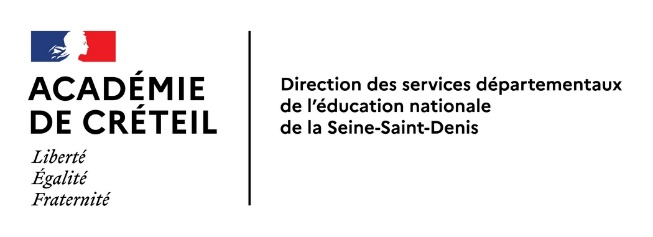 ACADÉMIE
DE CRÉTEIL
Liberté
Égalité
Fraternité
Direction des services départementaux
de l'éducation nationale
de la Seine-Saint-Denis